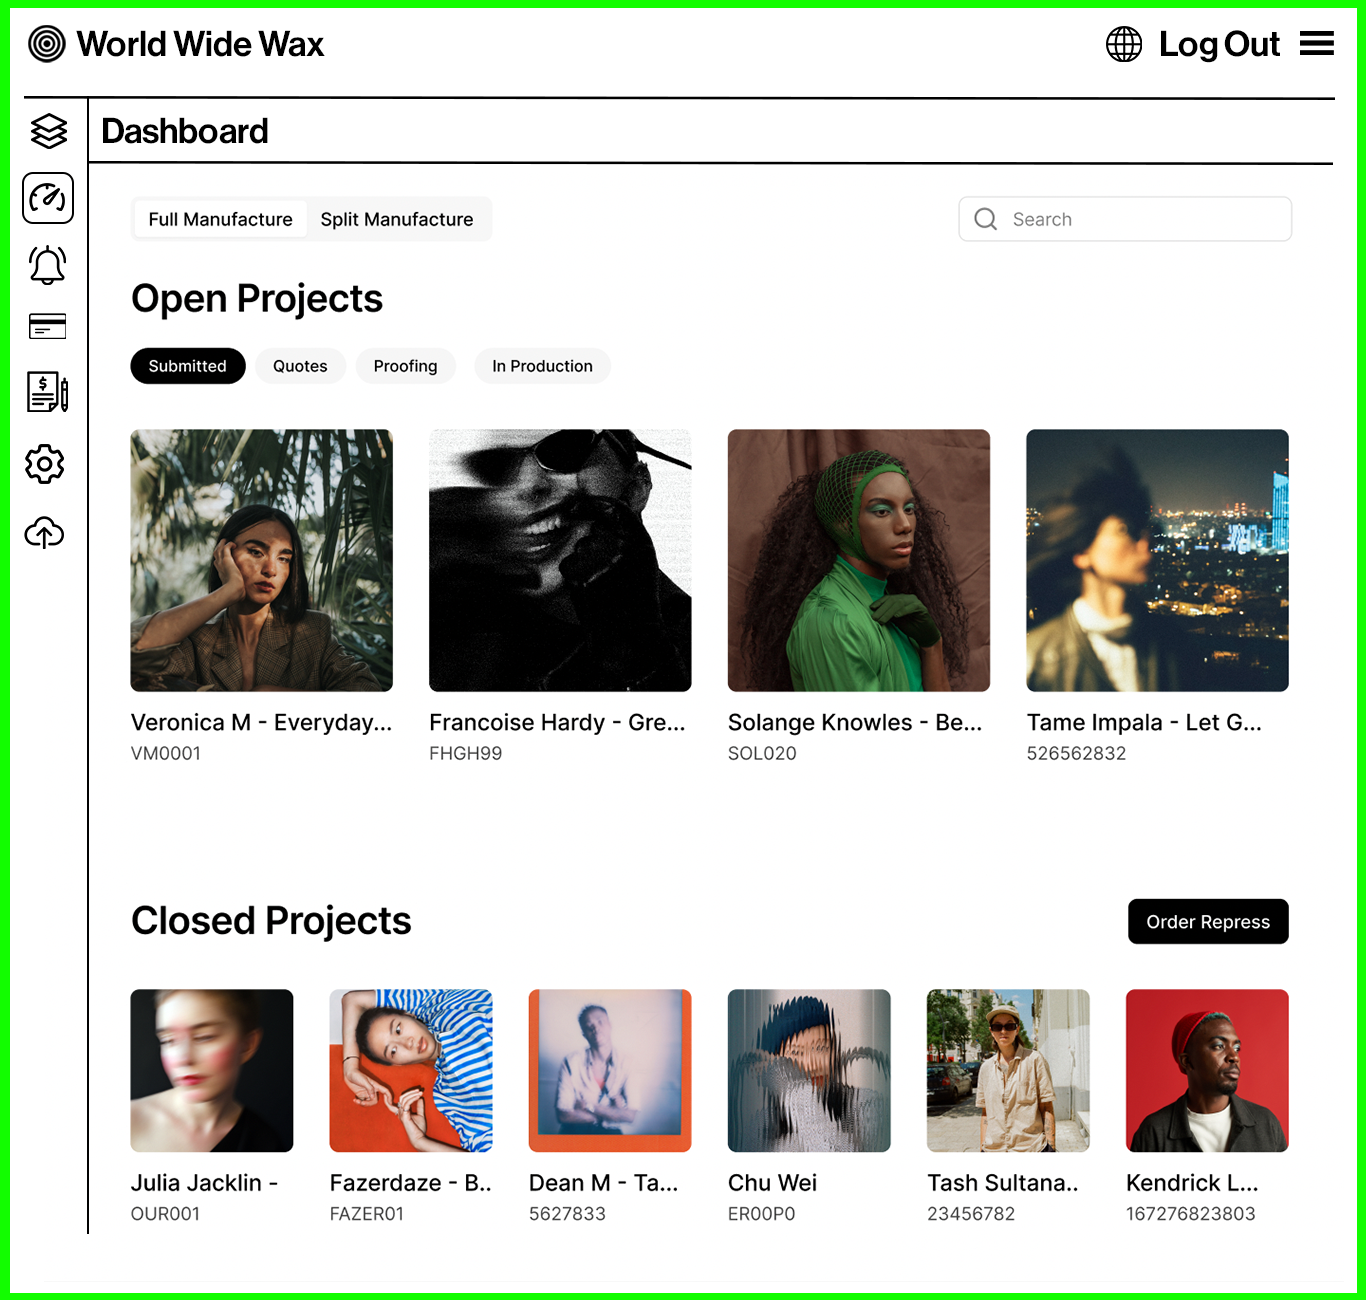 World Wide Wax
Log Out
Dashboard
Full Manufacture
Split Manufacture
Search
Open Projects
Submitted
Quotes
Proofing
In Production
Veronica M - Everyday...
Francoise Hardy - Gre...
Solange Knowles - Be...
Tame Impala - Let G...
VM0001
FHGH99
SOL020
526562832
Closed Projects
Order Repress
Julia Jacklin -
Fazerdaze - B..
Dean M - Ta...
Chu Wei
Tash Sultana..
Kendrick L...
OUR001
FAZER01
5627833
ER00P0
23456782
167276823803